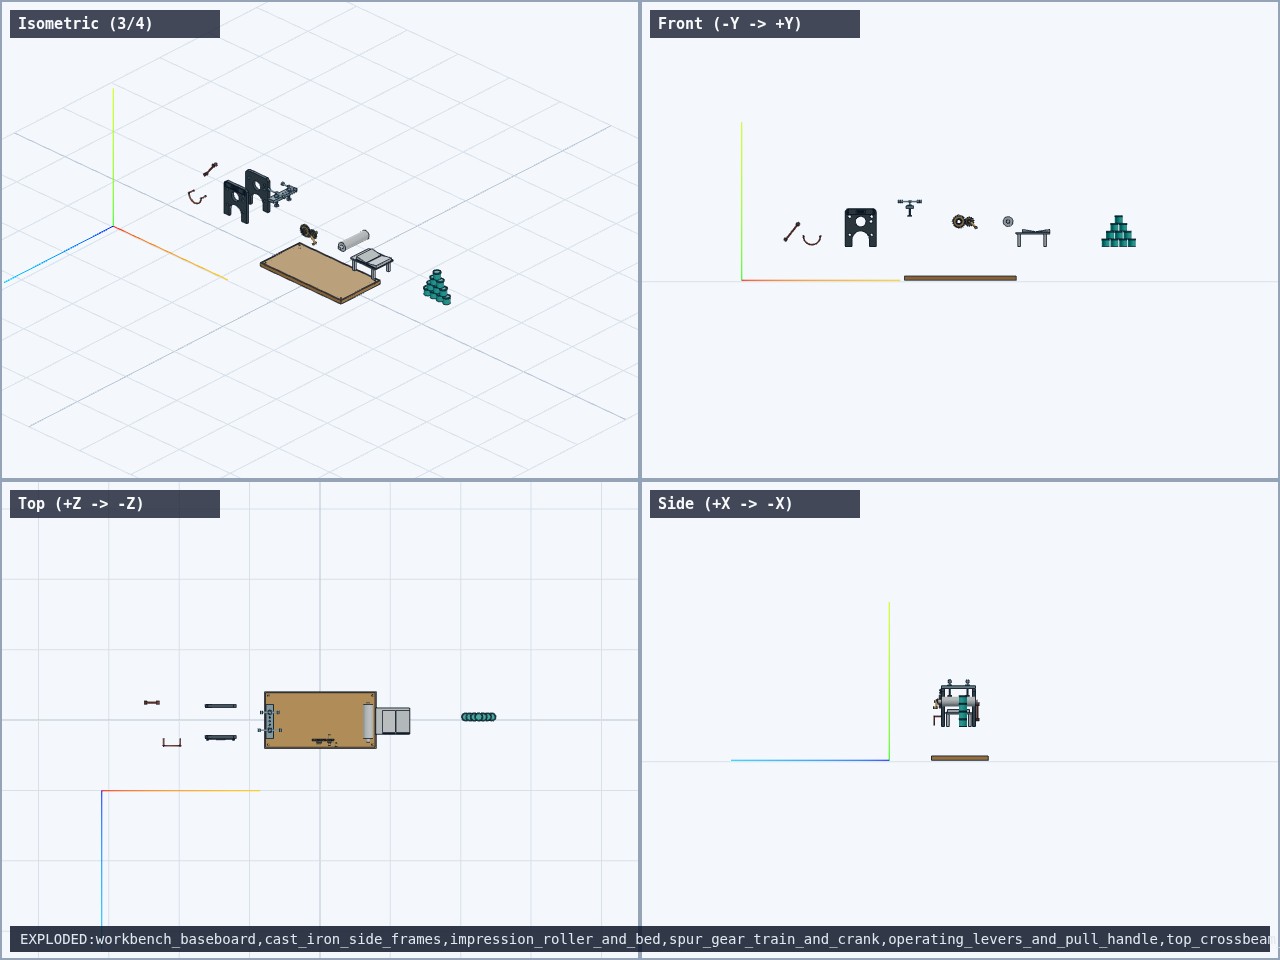 Isometric (3/4)
Front (-Y -> +Y)
Top (+Z -> -Z)
Side (+X -> -X)
EXPLODED:workbench_baseboard,cast_iron_side_frames,impression_roller_and_bed,spur_gear_train_and_crank,operating_levers_and_pull_handle,top_crossbea